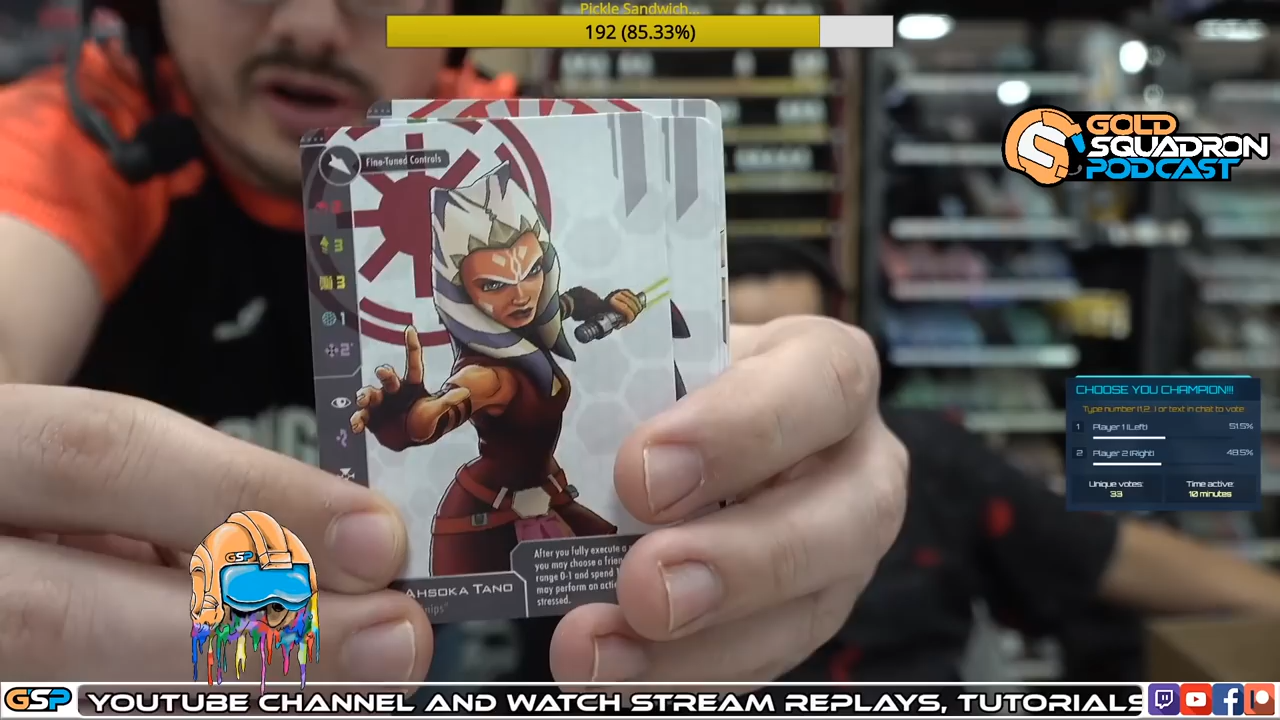 Pickle Sandwich...
192 (85.33%)
GOLD
SQUADRON
PODCAST
Fine-Tuned Controls
3
3
1
2
CHOOSE YOU CHAMPION!!!
Type number (1,2...) or text in chat to vote
1 Player 1 (Left) 51.5%
2 Player 2 (Right) 48.5%
Unique votes: Time active:
33 10 minutes
After you fully execute a
you may choose a
range 0-1 and spend
may perform an
stressed.
AHSOKA TANO
GSP
GSP YOUTUBE CHANNEL AND WATCH STREAM REPLAYS, TUTORIALS